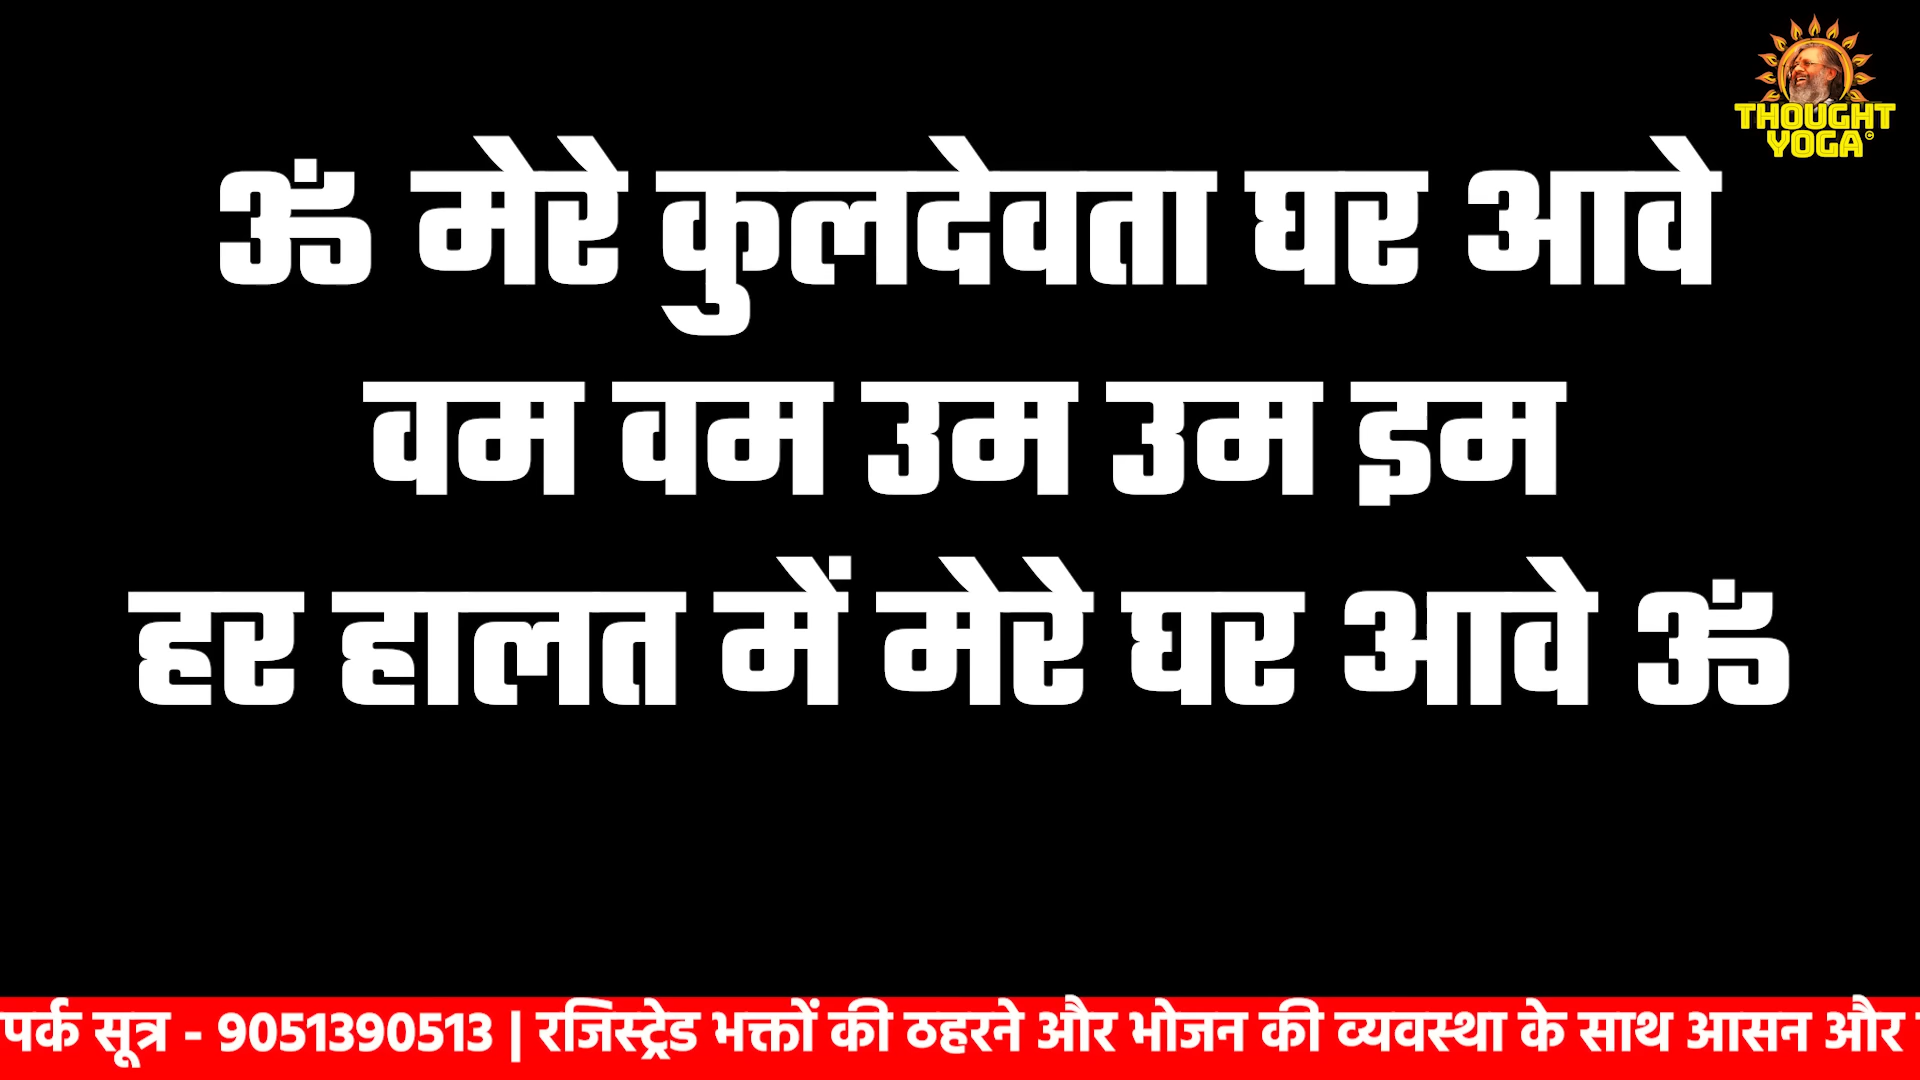 THOUGHT
YOGA©
ॐ मेरे कुलदेवता घर आवे
वम वम उम उम इम
हर हालत में मेरे घर आवे ॐ
पर्क सूत्र - 9051390513 | रजिस्ट्रेड भक्तों की ठहरने और भोजन की व्यवस्था के साथ आसन और